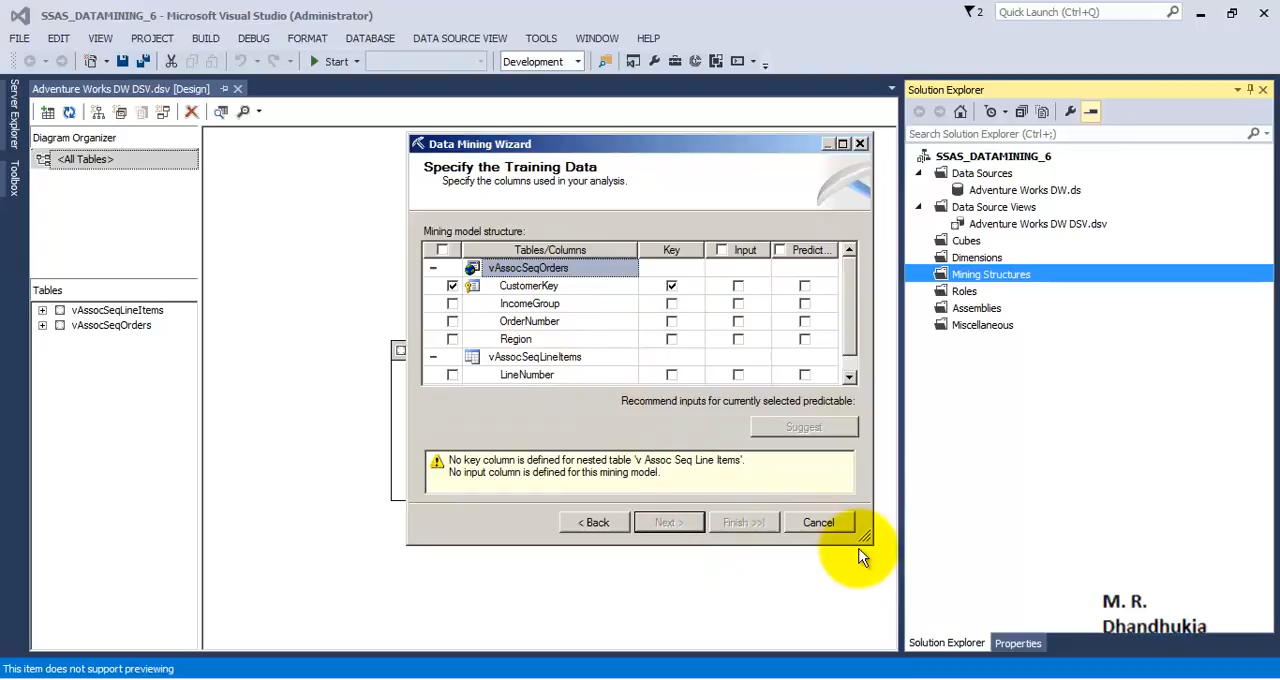 SSAS_DATAMINING_6 - Microsoft Visual Studio (Administrator)
2
Quick Launch (Ctrl+Q)
FILE EDIT VIEW PROJECT BUILD DEBUG FORMAT DATABASE DATA SOURCE VIEW TOOLS WINDOW HELP
Start
Development
Server Explorer
Toolbox
Adventure Works DW DSV.dsv [Design]
Diagram Organizer
<All Tables>
Tables
vAssocSeqLineItems
vAssocSeqOrders
Data Mining Wizard
Specify the Training Data
Specify the columns used in your analysis.
Mining model structure:
Tables/Columns Key Input Predict...
vAssocSeqOrders
CustomerKey
IncomeGroup
OrderNumber
Region
vAssocSeqLineItems
LineNumber
Recommend inputs for currently selected predictable:
Suggest
No key column is defined for nested table 'v Assoc Seq Line Items'.
No input column is defined for this mining model.
< Back Next > Finish >>| Cancel
Solution Explorer
Search Solution Explorer (Ctrl+;)
SSAS_DATAMINING_6
Data Sources
Adventure Works DW.ds
Data Source Views
Adventure Works DW DSV.dsv
Cubes
Dimensions
Mining Structures
Roles
Assemblies
Miscellaneous
M. R.
Dhandhukia
Solution Explorer Properties
This item does not support previewing